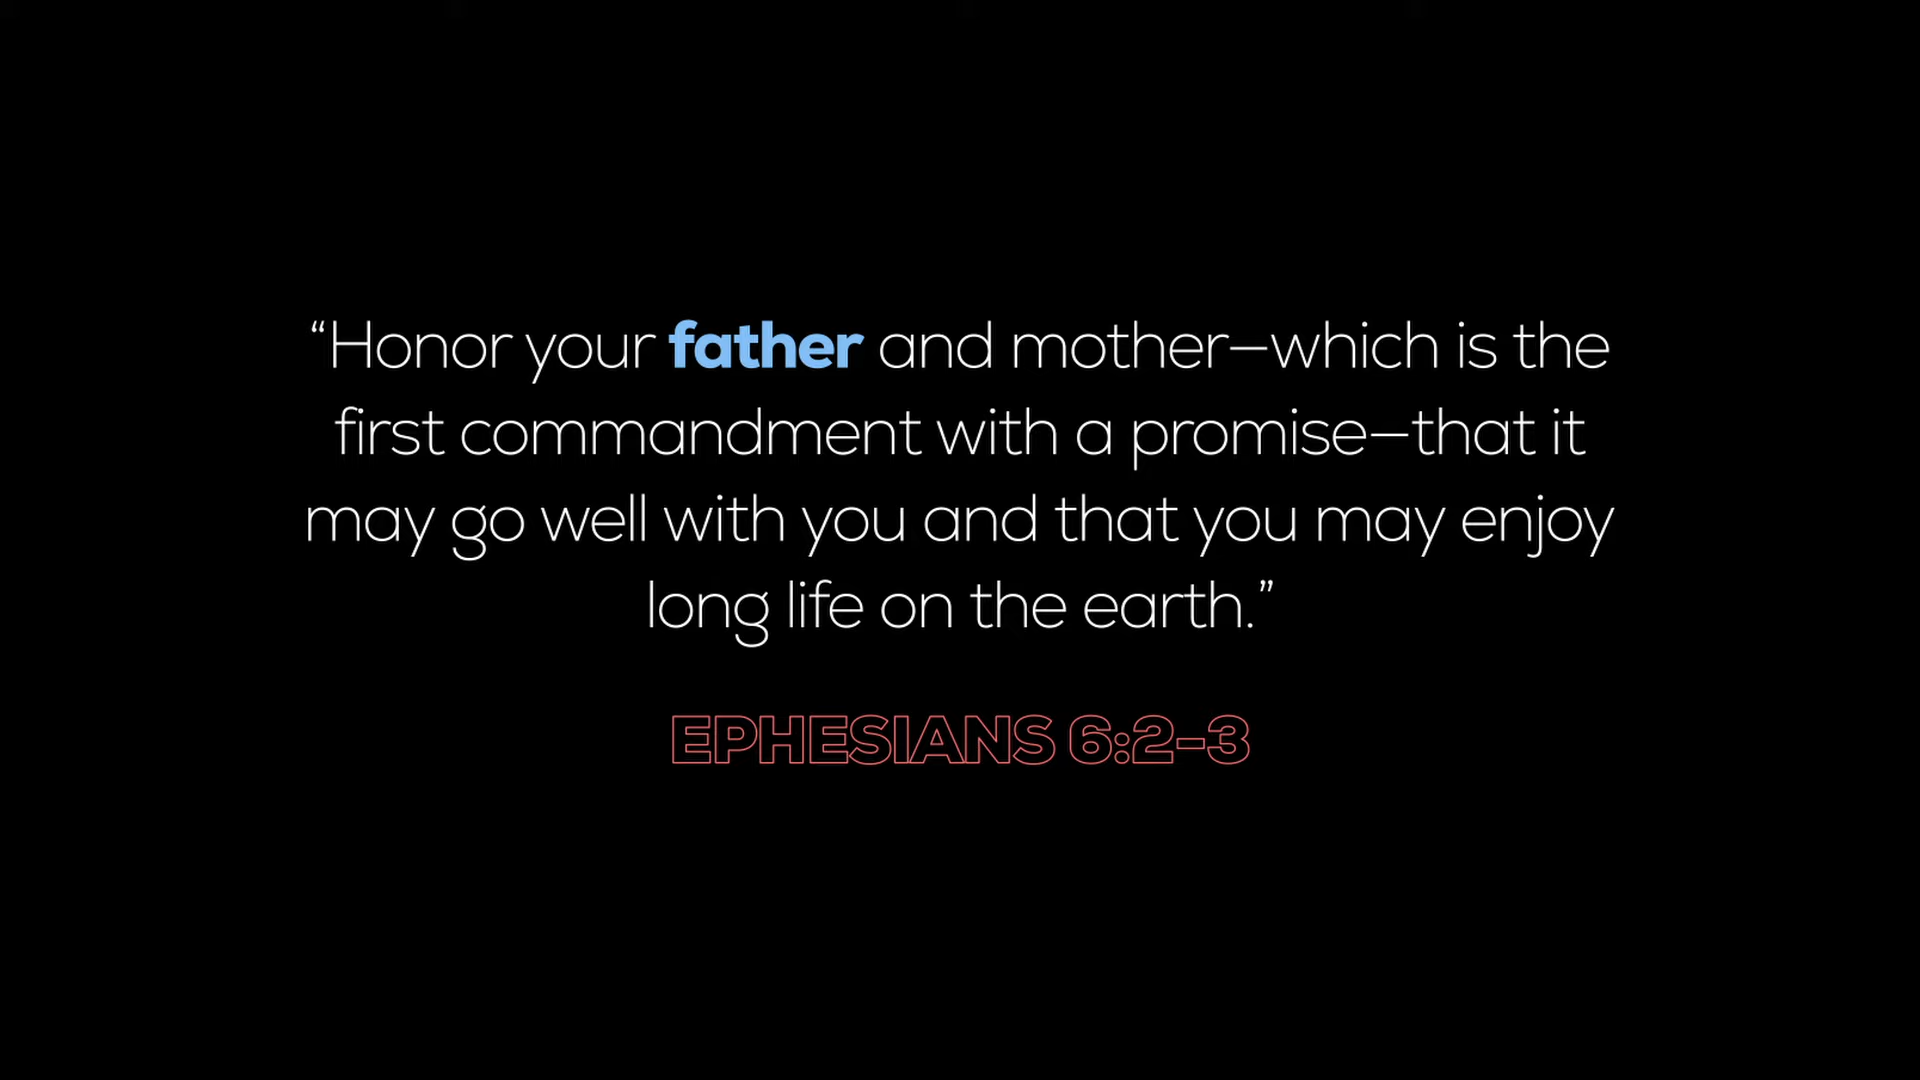 “Honor your father and mother—which is the
first commandment with a promise—that it
may go well with you and that you may enjoy
long life on the earth.”
EPHESIANS 6:2-3